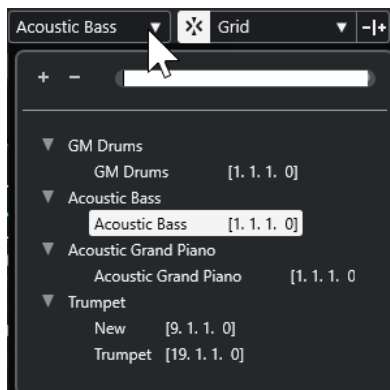 Acoustic Bass Grid
+ −
GM Drums
GM Drums [1. 1. 1. 0]
Acoustic Bass
Acoustic Bass [1. 1. 1. 0]
Acoustic Grand Piano
Acoustic Grand Piano [1. 1. 1. 0
Trumpet
New [9. 1. 1. 0]
Trumpet [19. 1. 1. 0]